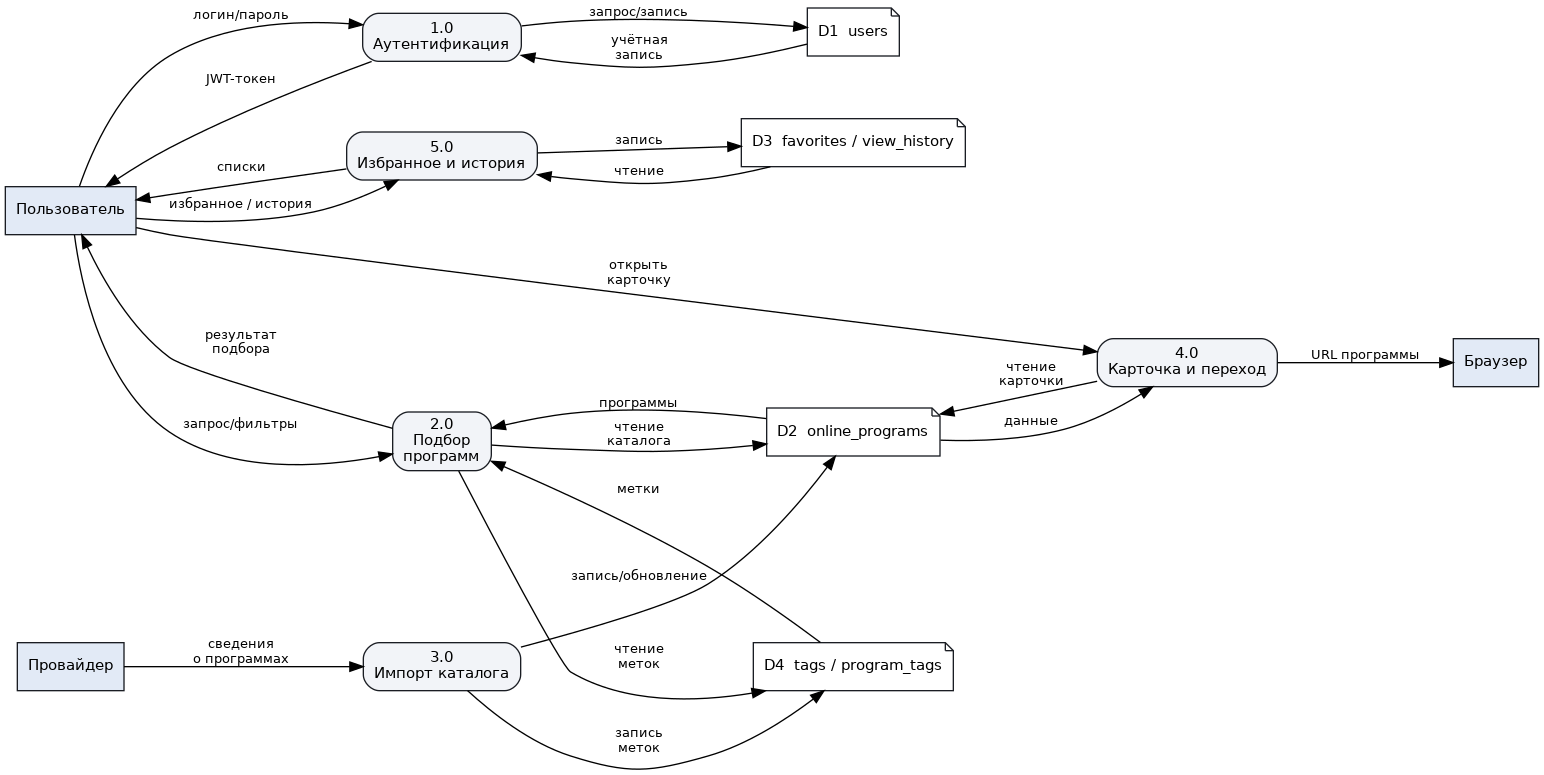 логин/пароль
1.0
Аутентификация
запрос/запись
D1 users
учётная
запись
JWT-токен
5.0
Избранное и история
запись
D3 favorites / view_history
чтение
списки
избранное / история
Пользователь
открыть
карточку
результат
подбора
4.0
Карточка и переход
URL программы
Браузер
чтение
карточки
запрос/фильтры
2.0
Подбор
программ
программы
чтение
каталога
D2 online_programs
данные
метки
запись/обновление
сведения
о программах
Провайдер
3.0
Импорт каталога
чтение
меток
D4 tags / program_tags
запись
меток